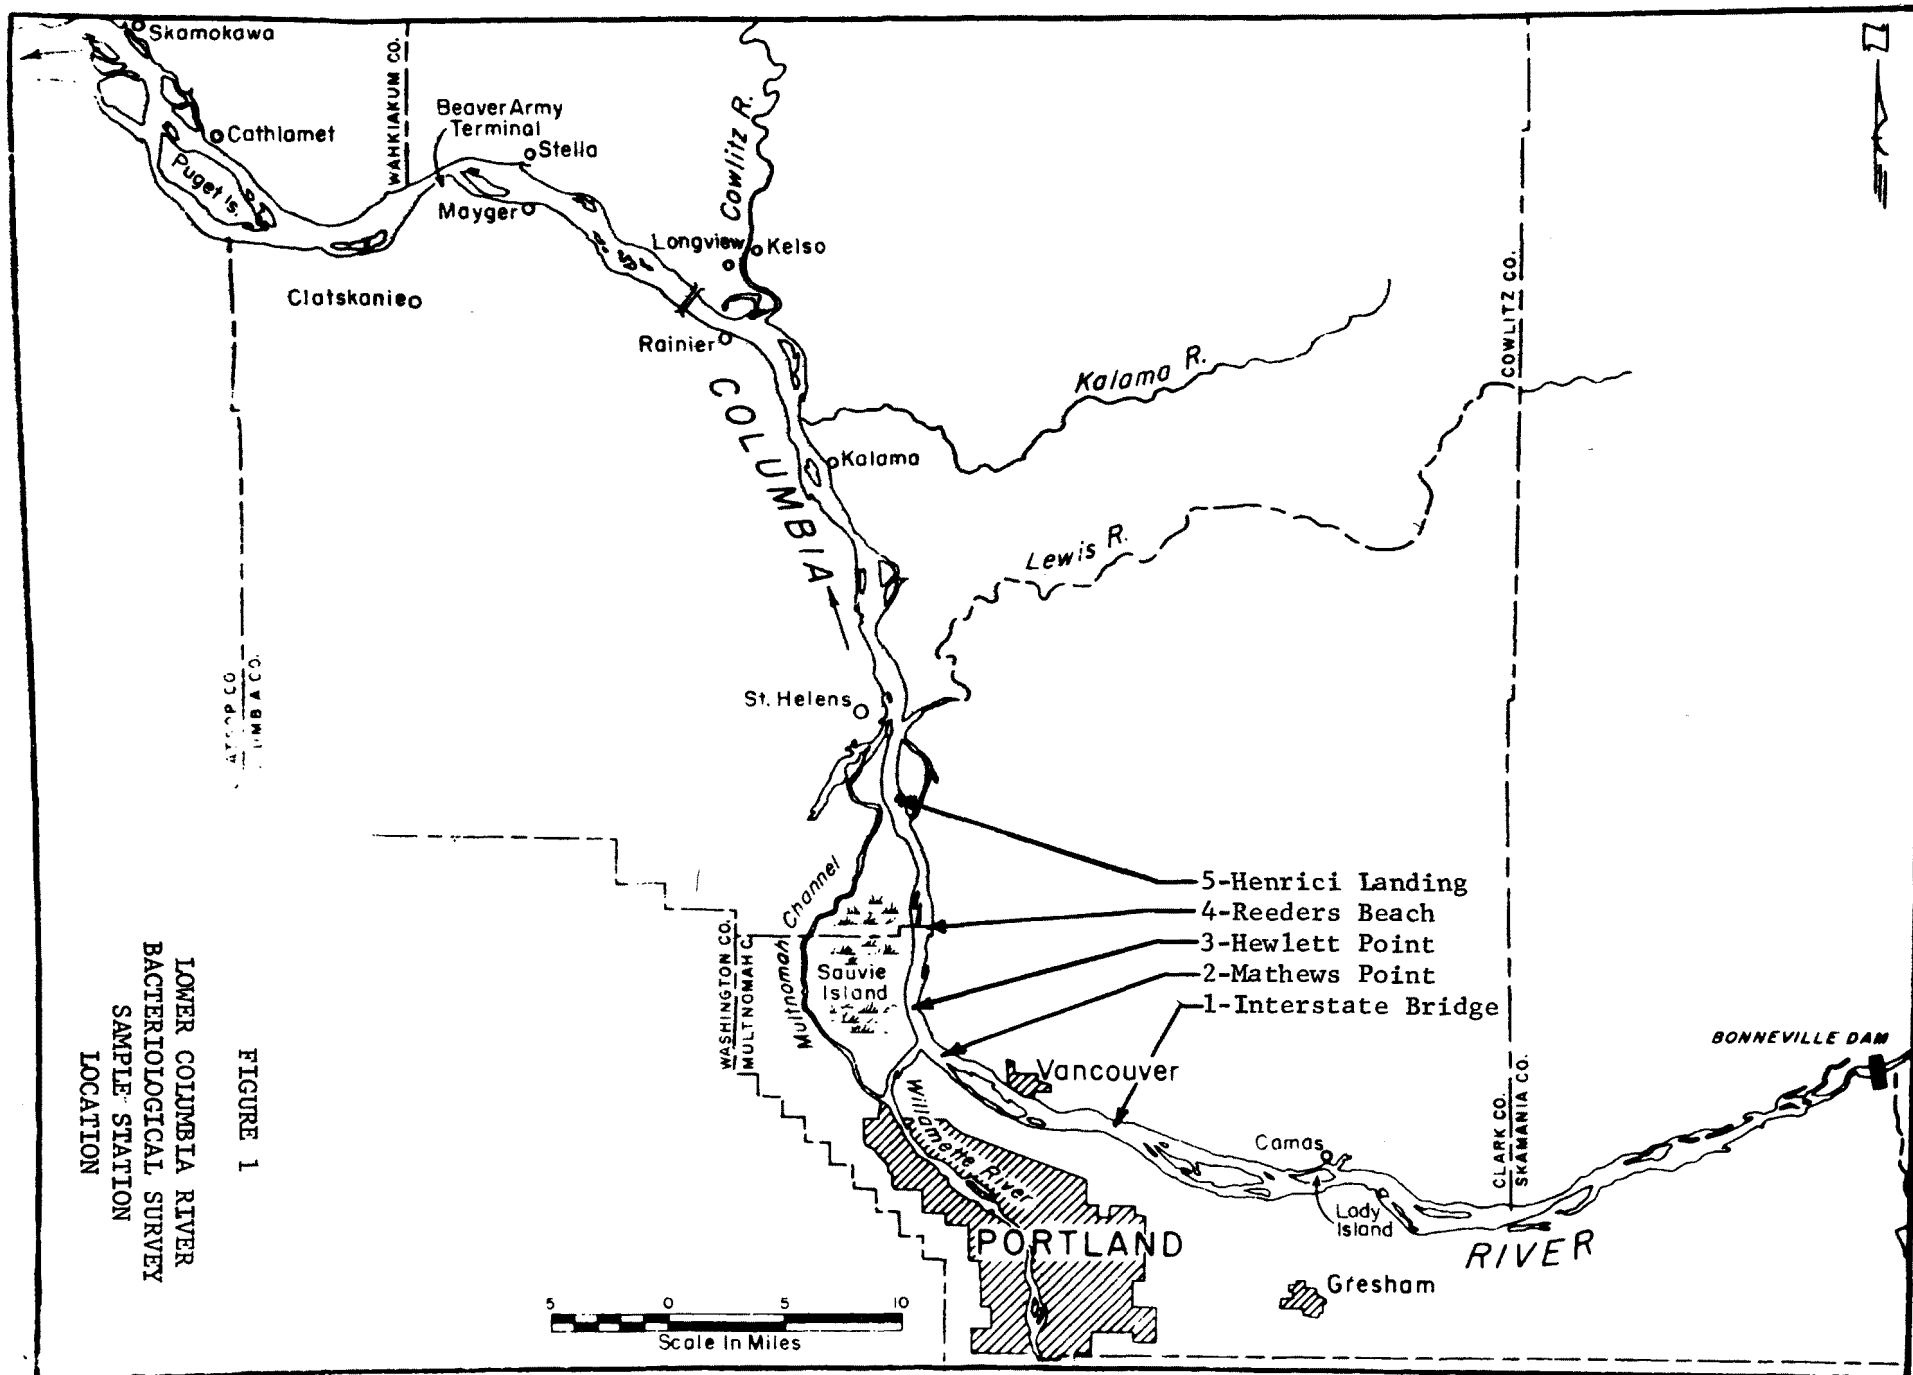 Skamokawa
Cathlamet
Puget Is.
WAHKIAKUM CO.
Beaver Army
Terminal
Stella
Mayger
Clatskanie
Cowlitz R.
Longview
Kelso
Rainier
COLUMBIA
Kalama R.
Kalama
Lewis R.
COWLITZ CO.
St. Helens
Multnomah Channel
Sauvie
Island
WASHINGTON CO.
MULTNOMAH C
5-Henrici Landing
4-Reeders Beach
3-Hewlett Point
2-Mathews Point
1-Interstate Bridge
Vancouver
Willamette River
PORTLAND
Camas
Lady
Island
CLARK CO.
SKAMANIA CO.
BONNEVILLE DAM
RIVER
Gresham
5 0 5 10
Scale In Miles
FIGURE 1
LOWER COLUMBIA RIVER
BACTERIOLOGICAL SURVEY
SAMPLE STATION
LOCATION